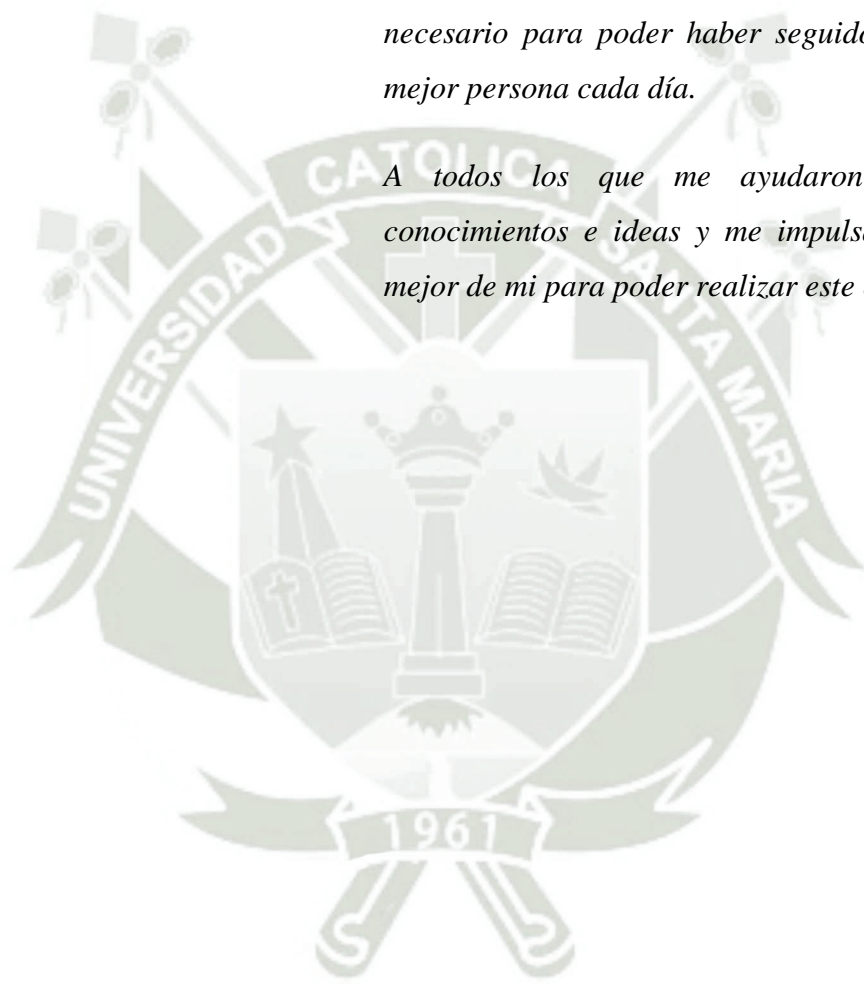 necesario para poder haber seguido
mejor persona cada día.
A todos los que me ayudaron
conocimientos e ideas y me impuls
mejor de mi para poder realizar este
UNIVERSIDAD CATOLICA SANTA MARIA
1961